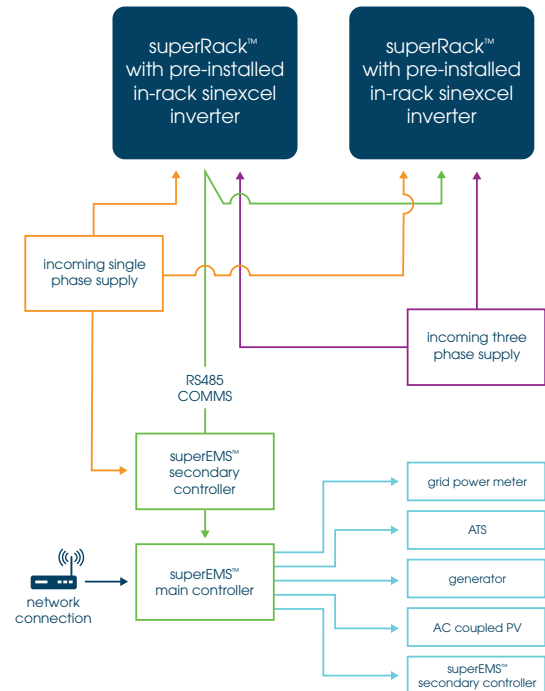 superRack™
with pre-installed
in-rack sinexcel
inverter
superRack™
with pre-installed
in-rack sinexcel
inverter
incoming single
phase supply
incoming three
phase supply
RS485
COMMS
superEMS™
secondary
controller
grid power meter
ATS
superEMS™
main controller
generator
network
connection
AC coupled PV
superEMS™
secondary controller